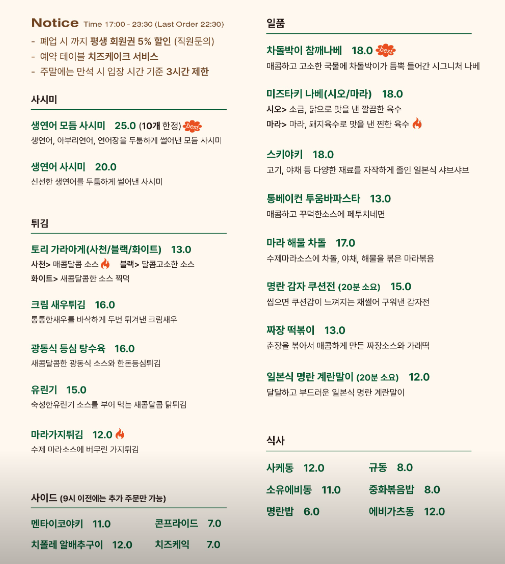 Notice Time 17:00 - 23:30 (Last Order 22:30)
- 폐업 시 까지 평생 회원권 5% 할인 (직원문의)
- 예약 테이블 치즈케이크 서비스
- 주말에는 만석 시 입장 시간 기준 3시간 제한
사시미
생연어 모듬 사시미 25.0 (10개 한정)
생연어, 아부리연어, 연어장을 두툼하게 썰어낸 모듬 사시미
생연어 사시미 20.0
신선한 생연어를 두툼하게 썰어낸 사시미
튀김
토리 가라아게(사천/블랙/화이트) 13.0
사천> 매콤달콤 소스 블랙> 달콤고소한 소스
화이트> 새콤달콤한 소스 찍먹
크림 새우튀김 16.0
통통한새우를 바삭하게 두번 튀겨낸 크림새우
광동식 등심 탕수육 16.0
새콤달콤한 광동식 소스와 한돈등심튀김
유린기 15.0
숙성한유린기 소스를 부어 먹는 새콤달콤 닭튀김
마라가지튀김 12.0
수제 마라소스에 버무린 가지튀김
사이드 (9시 이전에는 추가 주문만 가능)
멘타이코야키 11.0 콘프라이드 7.0
치폴레 알배추구이 12.0 치즈케익 7.0
일품
차돌박이 참깨나베 18.0
매콤하고 고소한 국물에 차돌박이가 듬뿍 들어간 시그니처 나베
미즈타키 나베(시오/마라) 18.0
시오> 소금, 닭으로 맛을 낸 깔끔한 육수
마라> 마라, 돼지육수로 맛을 낸 찐한 육수
스키야키 18.0
고기, 야채 등 다양한 재료를 자작하게 졸인 일본식 샤브샤브
통베이컨 투움바파스타 13.0
매콤하고 꾸덕한소스에 페투치네면
마라 해물 차돌 17.0
수제마라소스에 차돌, 야채, 해물을 볶은 마라볶음
명란 감자 쿠션전 (20분 소요) 15.0
씹으면 쿠션감이 느껴지는 채썰어 구워낸 감자전
짜장 떡볶이 13.0
춘장을 볶아서 매콤하게 만든 짜장소스와 가래떡
일본식 명란 계란말이 (20분 소요) 12.0
달달하고 부드러운 일본식 명란 계란말이
식사
사케동 12.0 규동 8.0
소유에비동 11.0 중화볶음밥 8.0
명란밥 6.0 에비가츠동 12.0